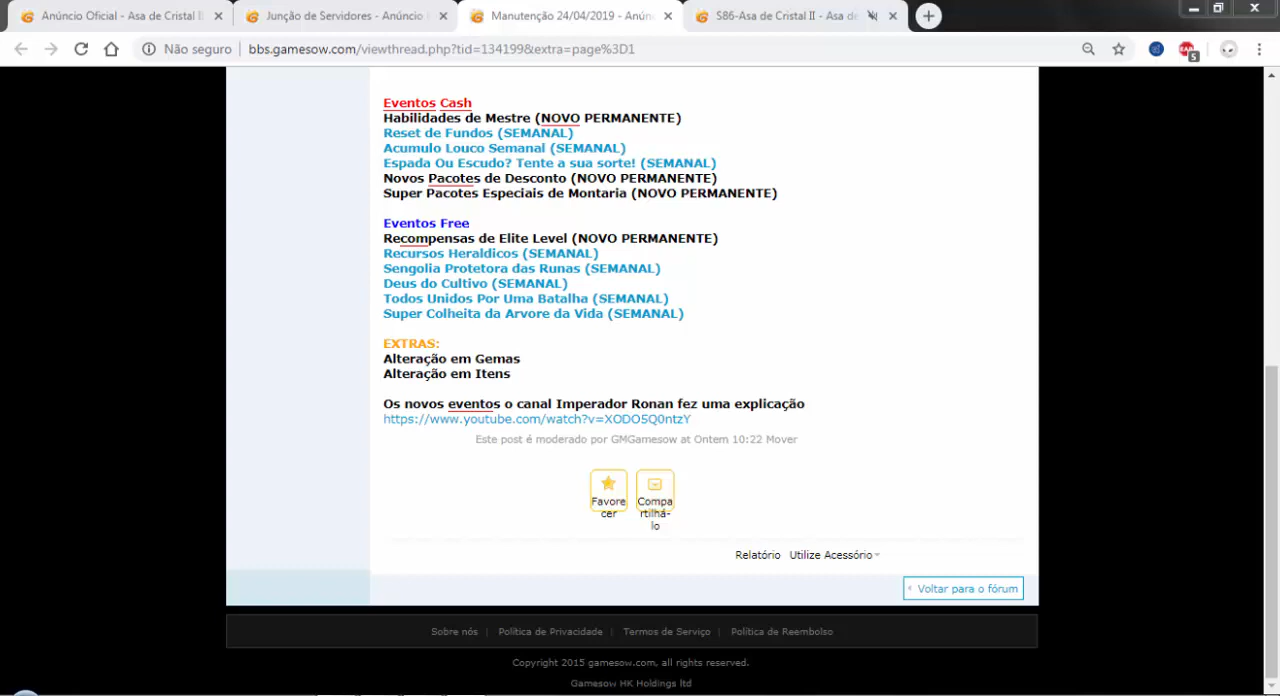 Anúncio Oficial - Asa de Cristal I
Junção de Servidores - Anúncio
Manutenção 24/04/2019 - Anún
S86-Asa de Cristal II - Asa de
Não seguro
bbs.gamesow.com/viewthread.php?tid=134199&extra=page%3D1
5
Eventos Cash
Habilidades de Mestre (NOVO PERMANENTE)
Reset de Fundos (SEMANAL)
Acumulo Louco Semanal (SEMANAL)
Espada Ou Escudo? Tente a sua sorte! (SEMANAL)
Novos Pacotes de Desconto (NOVO PERMANENTE)
Super Pacotes Especiais de Montaria (NOVO PERMANENTE)
Eventos Free
Recompensas de Elite Level (NOVO PERMANENTE)
Recursos Heraldicos (SEMANAL)
Sengolia Protetora das Runas (SEMANAL)
Deus do Cultivo (SEMANAL)
Todos Unidos Por Uma Batalha (SEMANAL)
Super Colheita da Arvore da Vida (SEMANAL)
EXTRAS:
Alteração em Gemas
Alteração em Itens
Os novos eventos o canal Imperador Ronan fez uma explicação
https://www.youtube.com/watch?v=XODO5Q0ntzY
Este post é moderado por GMGamesow at Ontem 10:22 Mover
Favore
cer
Compa
rtilhá-
lo
Relatório Utilize Acessório
Voltar para o fórum
Sobre nós | Política de Privacidade | Termos de Serviço | Política de Reembolso
Copyright 2015 gamesow.com, all rights reserved.
Gamesow HK Holdings ltd